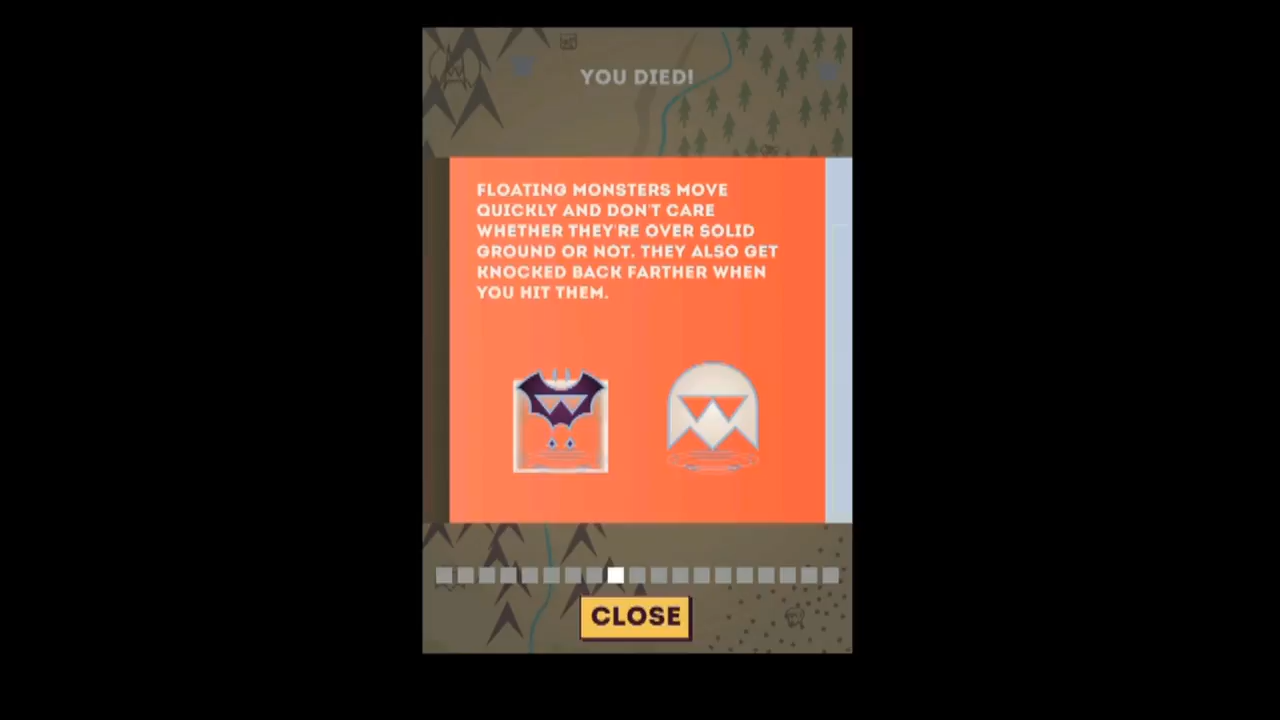 YOU DIED!
FLOATING MONSTERS MOVE
QUICKLY AND DON'T CARE
WHETHER THEY'RE OVER SOLID
GROUND OR NOT. THEY ALSO GET
KNOCKED BACK FARTHER WHEN
YOU HIT THEM.
CLOSE